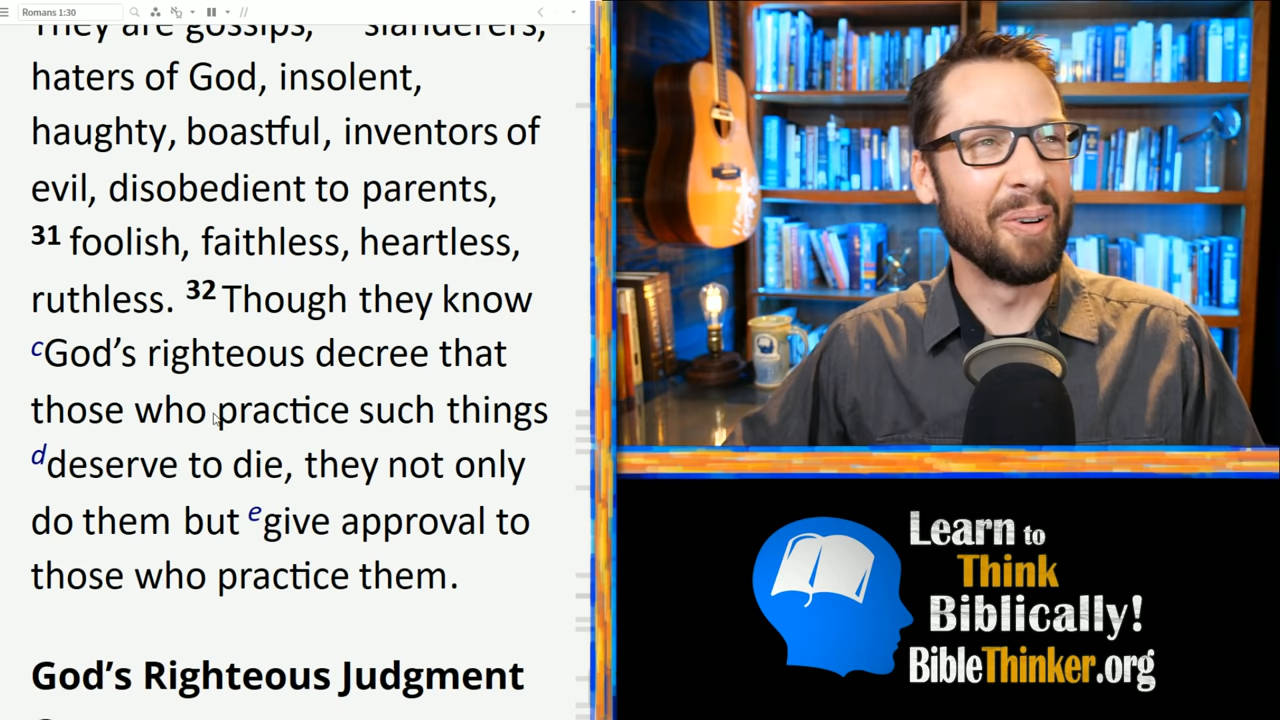 Romans 1:30
They are gossips, slanderers,
haters of God, insolent,
haughty, boastful, inventors of
evil, disobedient to parents,
31 foolish, faithless, heartless,
ruthless. 32 Though they know
c God’s righteous decree that
those who practice such things
d deserve to die, they not only
do them but e give approval to
those who practice them.
God’s Righteous Judgment
Learn to
Think
Biblically!
BibleThinker.org